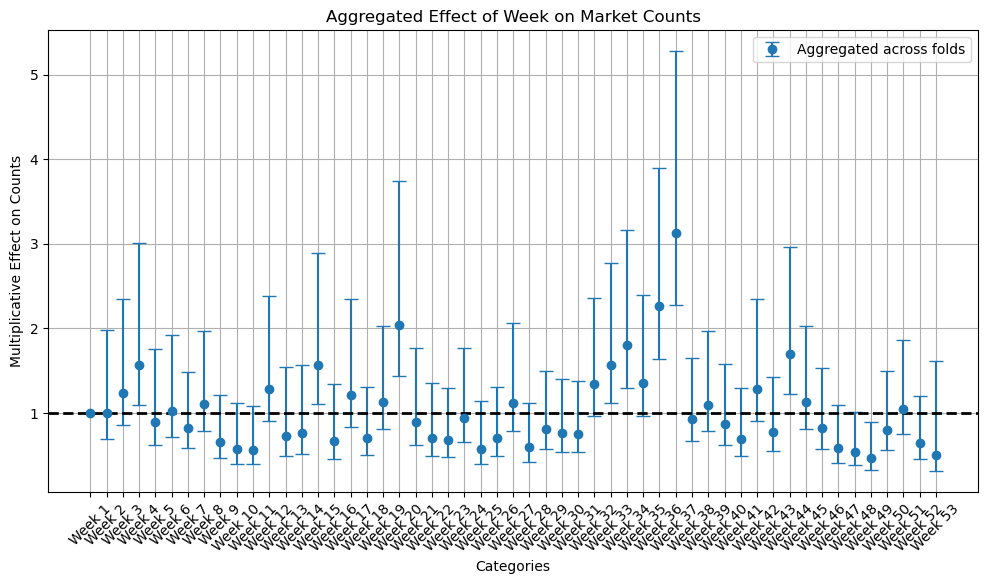 Aggregated Effect of Week on Market Counts
Aggregated across folds
Multiplicative Effect on Counts
5
4
3
2
1
Week 1
Week 2
Week 3
Week 4
Week 5
Week 6
Week 7
Week 8
Week 9
Week 10
Week 11
Week 12
Week 13
Week 14
Week 15
Week 16
Week 17
Week 18
Week 19
Week 20
Week 21
Week 22
Week 23
Week 24
Week 25
Week 26
Week 27
Week 28
Week 29
Week 30
Week 31
Week 32
Week 33
Week 34
Week 35
Week 36
Week 37
Week 38
Week 39
Week 40
Week 41
Week 42
Week 43
Week 44
Week 45
Week 46
Week 47
Week 48
Week 49
Week 50
Week 51
Week 52
Week 53
Categories